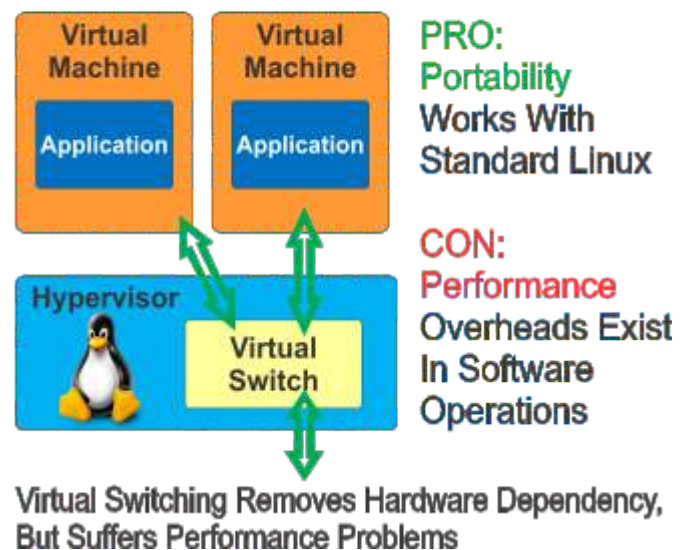 Virtual
Machine
Application
Virtual
Machine
Application
PRO:
Portability
Works With
Standard Linux
CON:
Performance
Overheads Exist
In Software
Operations
Hypervisor
Virtual
Switch
Virtual Switching Removes Hardware Dependency,
But Suffers Performance Problems